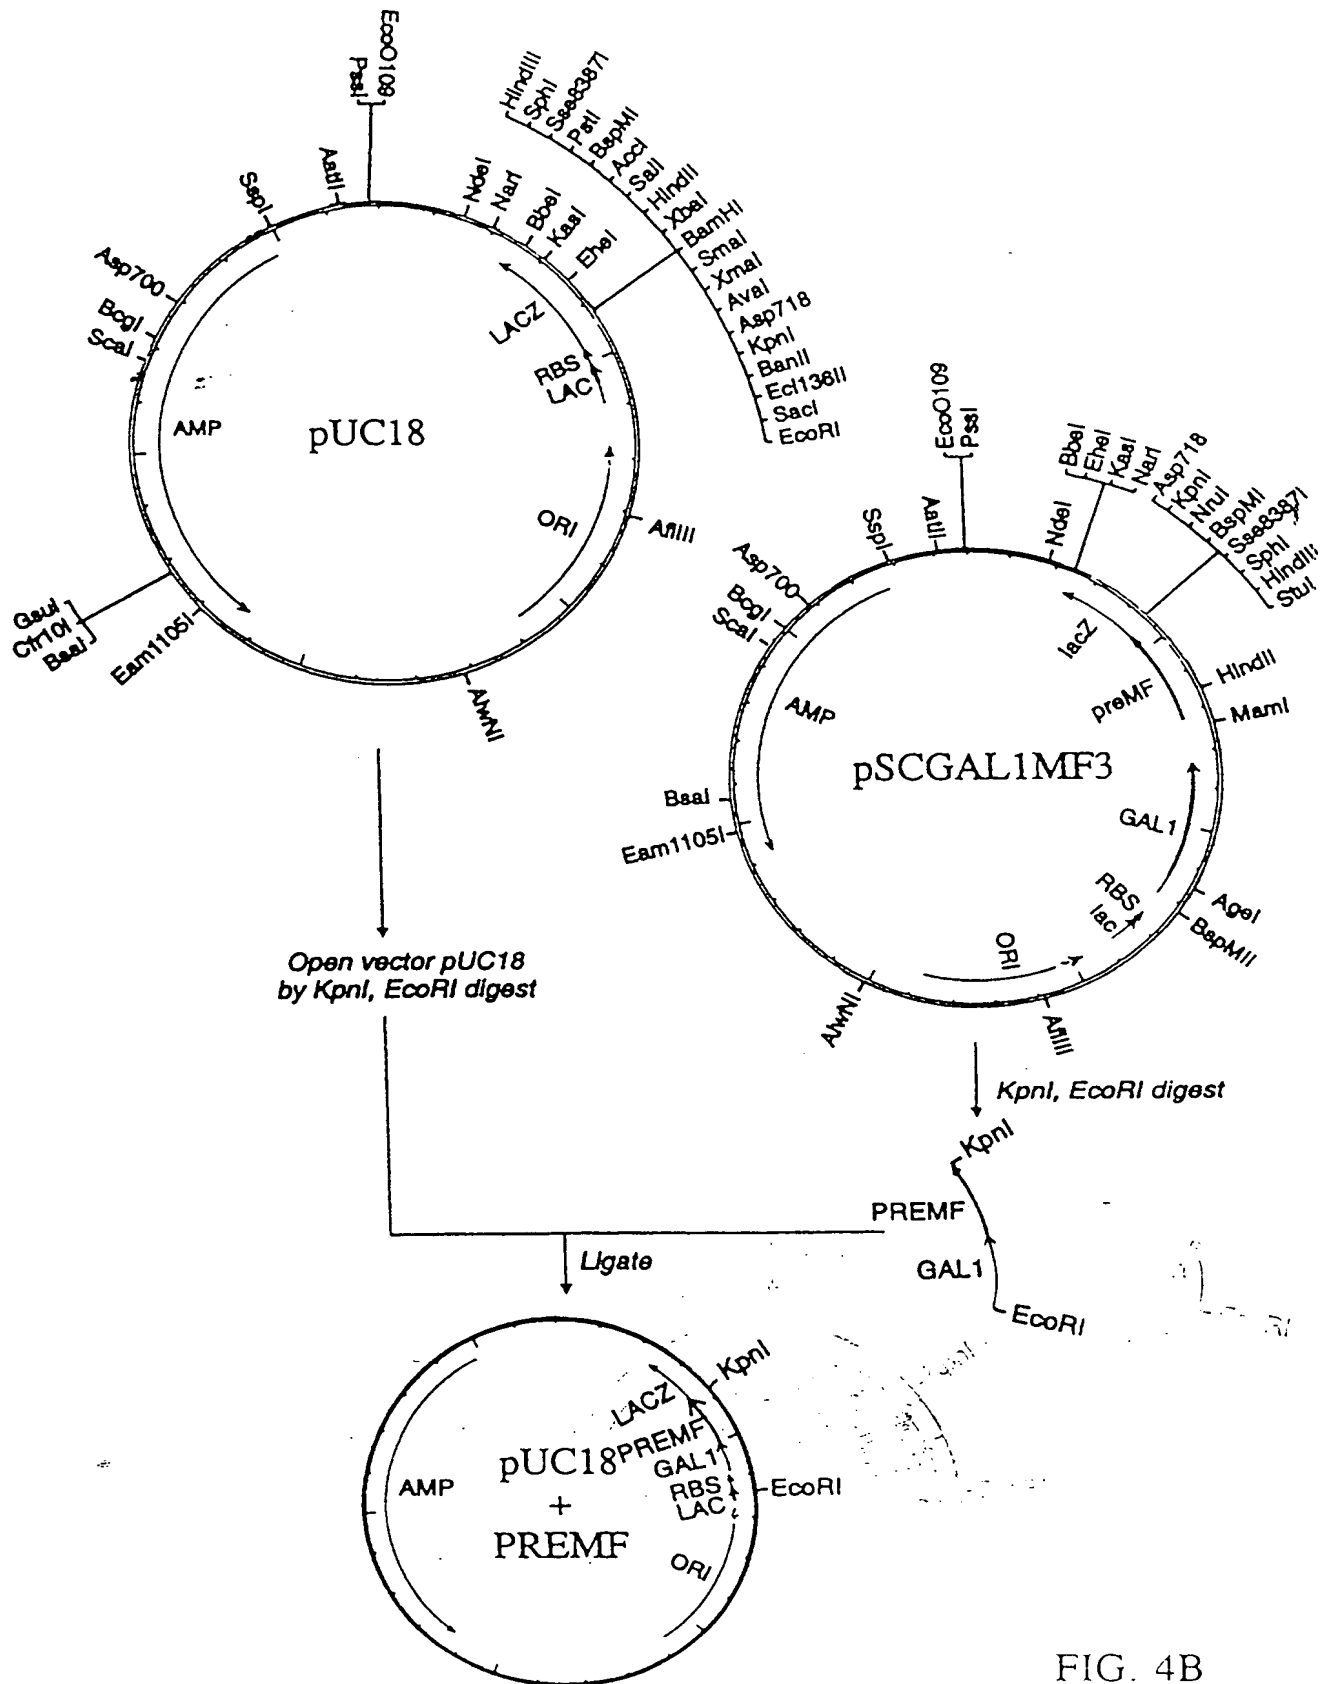 EcoO109
PssI
AatII
SspI
Asp700
BcgI
ScaI
NdeI
NarI
BbeI
KasI
EheI
HindIII
SphI
Sse8387I
PstI
BspMI
AccI
SalI
HindII
XbaI
BamHI
SmaI
XmaI
AvaI
Asp718
KpnI
BanII
Ecl136II
SacI
EcoRI
LACZ
RBS
LAC
AMP
pUC18
ORI
AflIII
GsuI
Cfr10I
BsaI
Eam1105I
AlwNI
EcoO109
PssI
AatII
SspI
Asp700
BcgI
ScaI
NdeI
BbeI
EheI
KasI
NarI
Asp718
KpnI
NruI
BspMI
Sse8387I
SphI
HindIII
StuI
lacZ
preMF
HindII
MamI
AMP
pSCGAL1MF3
BsaI
Eam1105I
GAL1
RBS
lac
AgeI
BspMII
ORI
AlwNI
AflIII
Open vector pUC18
by KpnI, EcoRI digest
KpnI, EcoRI digest
KpnI
PREMF
GAL1
EcoRI
Ligate
KpnI
LACZ
PREMF
GAL1
RBS
LAC
EcoRI
AMP
pUC18
+
PREMF
ORI
FIG. 4B